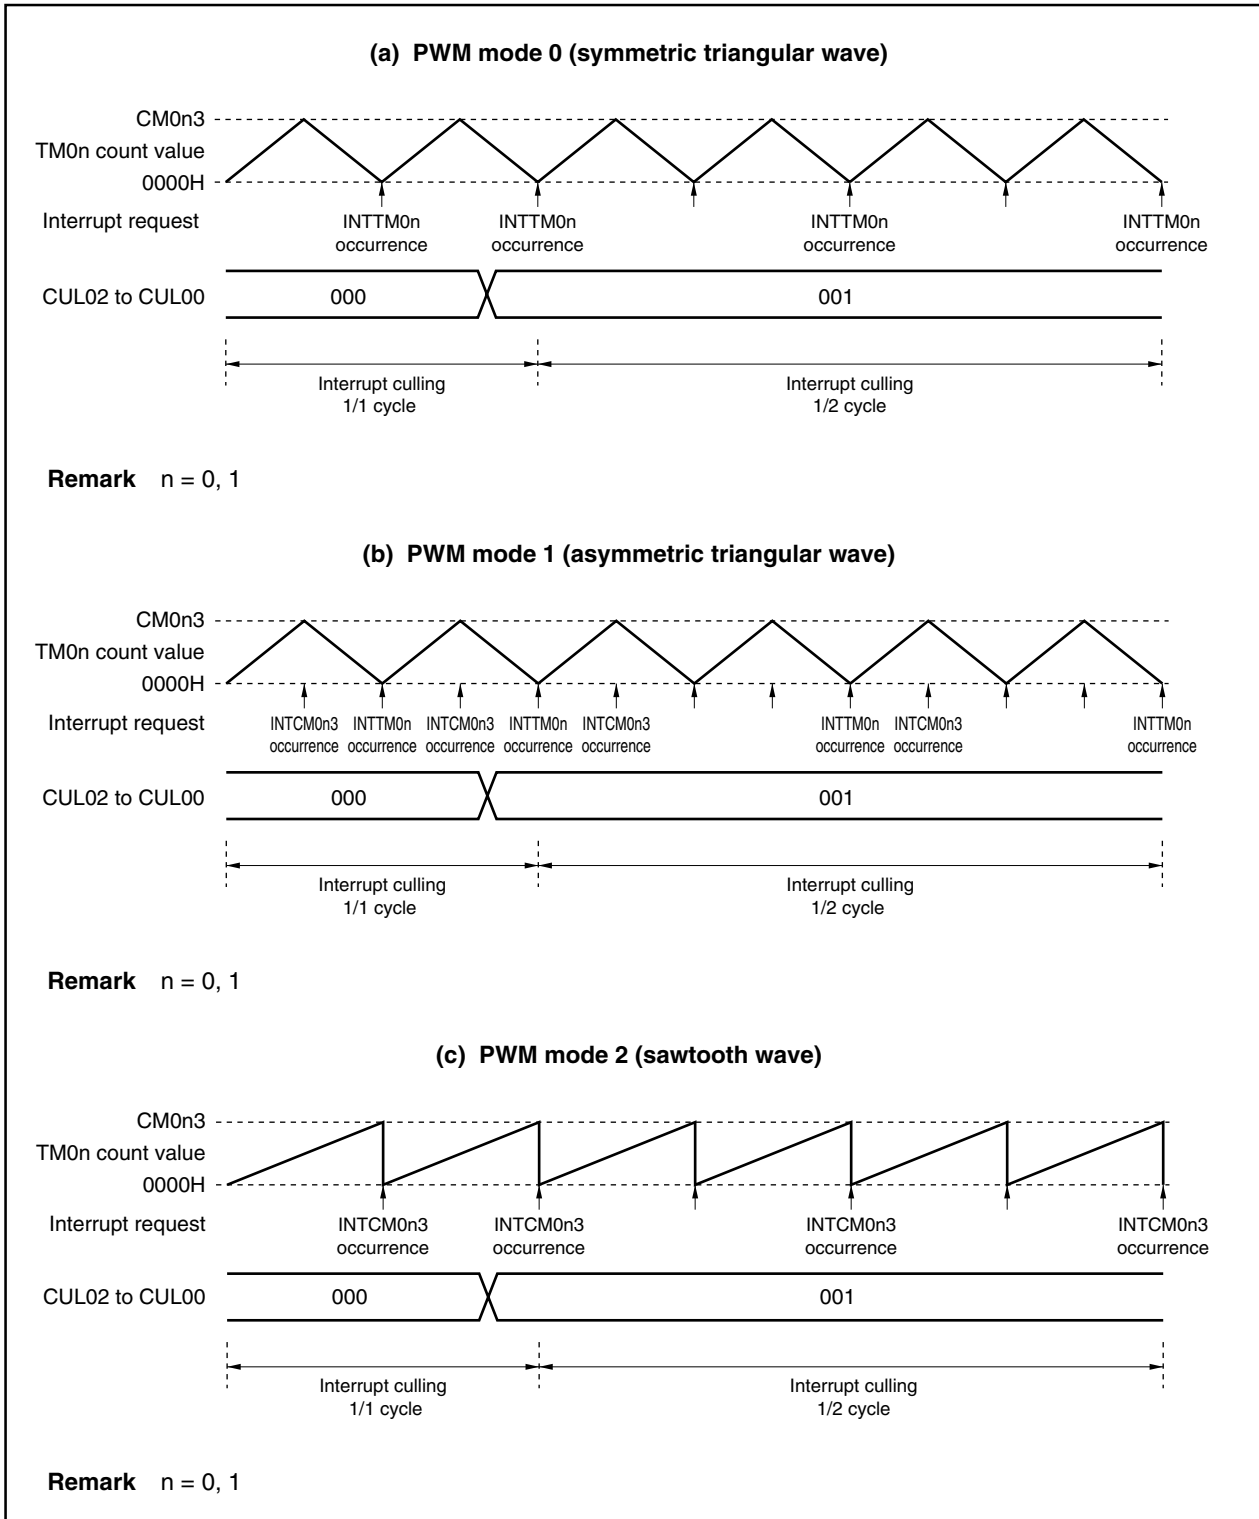 (a) PWM mode 0 (symmetric triangular wave)
CM0n3
TM0n count value
0000H
Interrupt request
INTTM0n occurrence
INTTM0n occurrence
INTTM0n occurrence
INTTM0n occurrence
CUL02 to CUL00
000
001
Interrupt culling
1/1 cycle
Interrupt culling
1/2 cycle
Remark n = 0, 1
(b) PWM mode 1 (asymmetric triangular wave)
CM0n3
TM0n count value
0000H
Interrupt request
INTCM0n3 occurrence
INTTM0n occurrence
INTCM0n3 occurrence
INTTM0n occurrence
INTCM0n3 occurrence
INTTM0n occurrence
INTCM0n3 occurrence
INTTM0n occurrence
CUL02 to CUL00
000
001
Interrupt culling
1/1 cycle
Interrupt culling
1/2 cycle
Remark n = 0, 1
(c) PWM mode 2 (sawtooth wave)
CM0n3
TM0n count value
0000H
Interrupt request
INTCM0n3 occurrence
INTCM0n3 occurrence
INTCM0n3 occurrence
INTCM0n3 occurrence
CUL02 to CUL00
000
001
Interrupt culling
1/1 cycle
Interrupt culling
1/2 cycle
Remark n = 0, 1